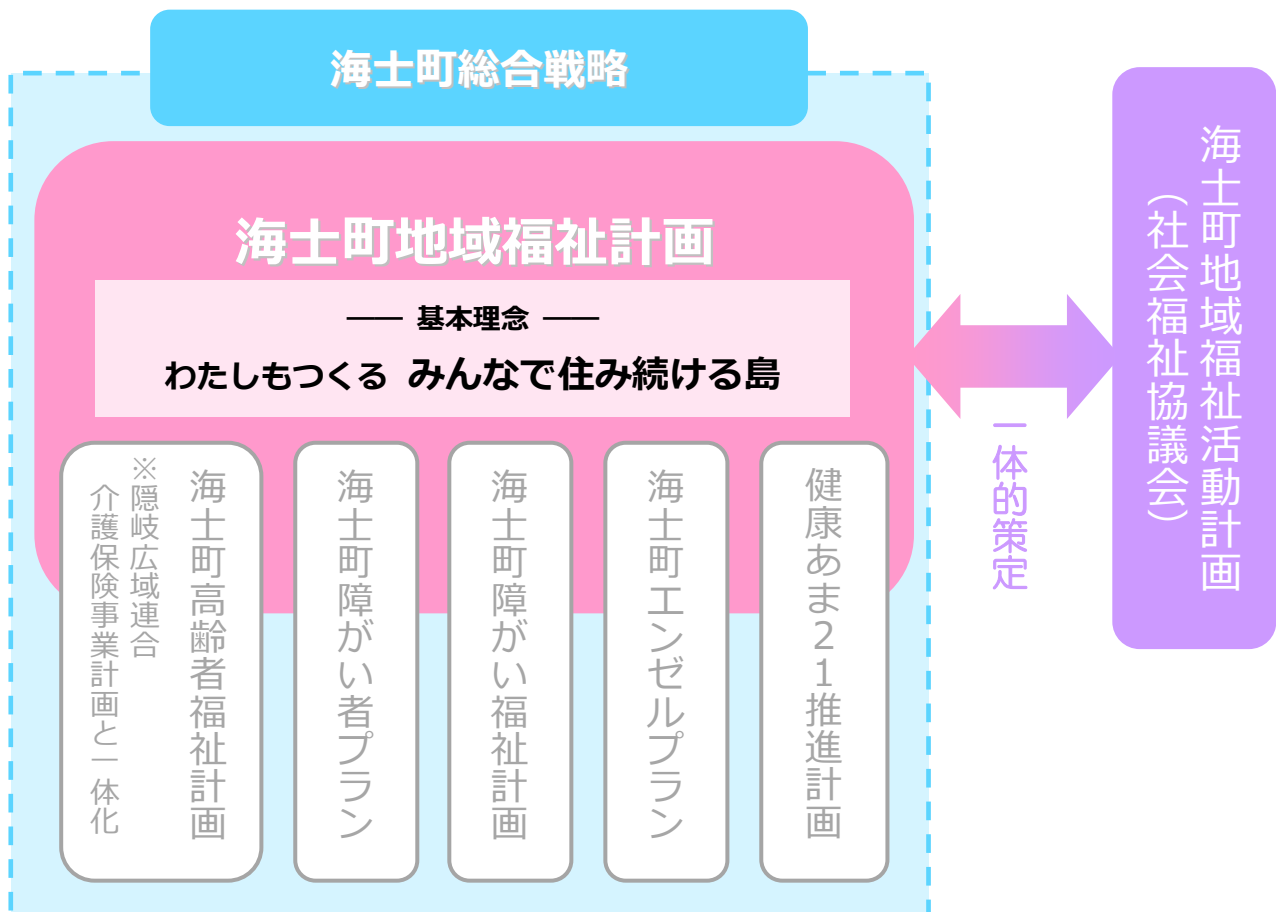 海士町総合戦略
海士町地域福祉計画
―― 基本理念 ――
わたしもつくる みんなで住み続ける島
海士町高齢者福祉計画
※隠岐広域連合
介護保険事業計画と一体化
海士町障がい者プラン
海士町障がい福祉計画
海士町エンゼルプラン
健康あま21推進計画
一体的策定
海士町地域福祉活動計画
(社会福祉協議会)